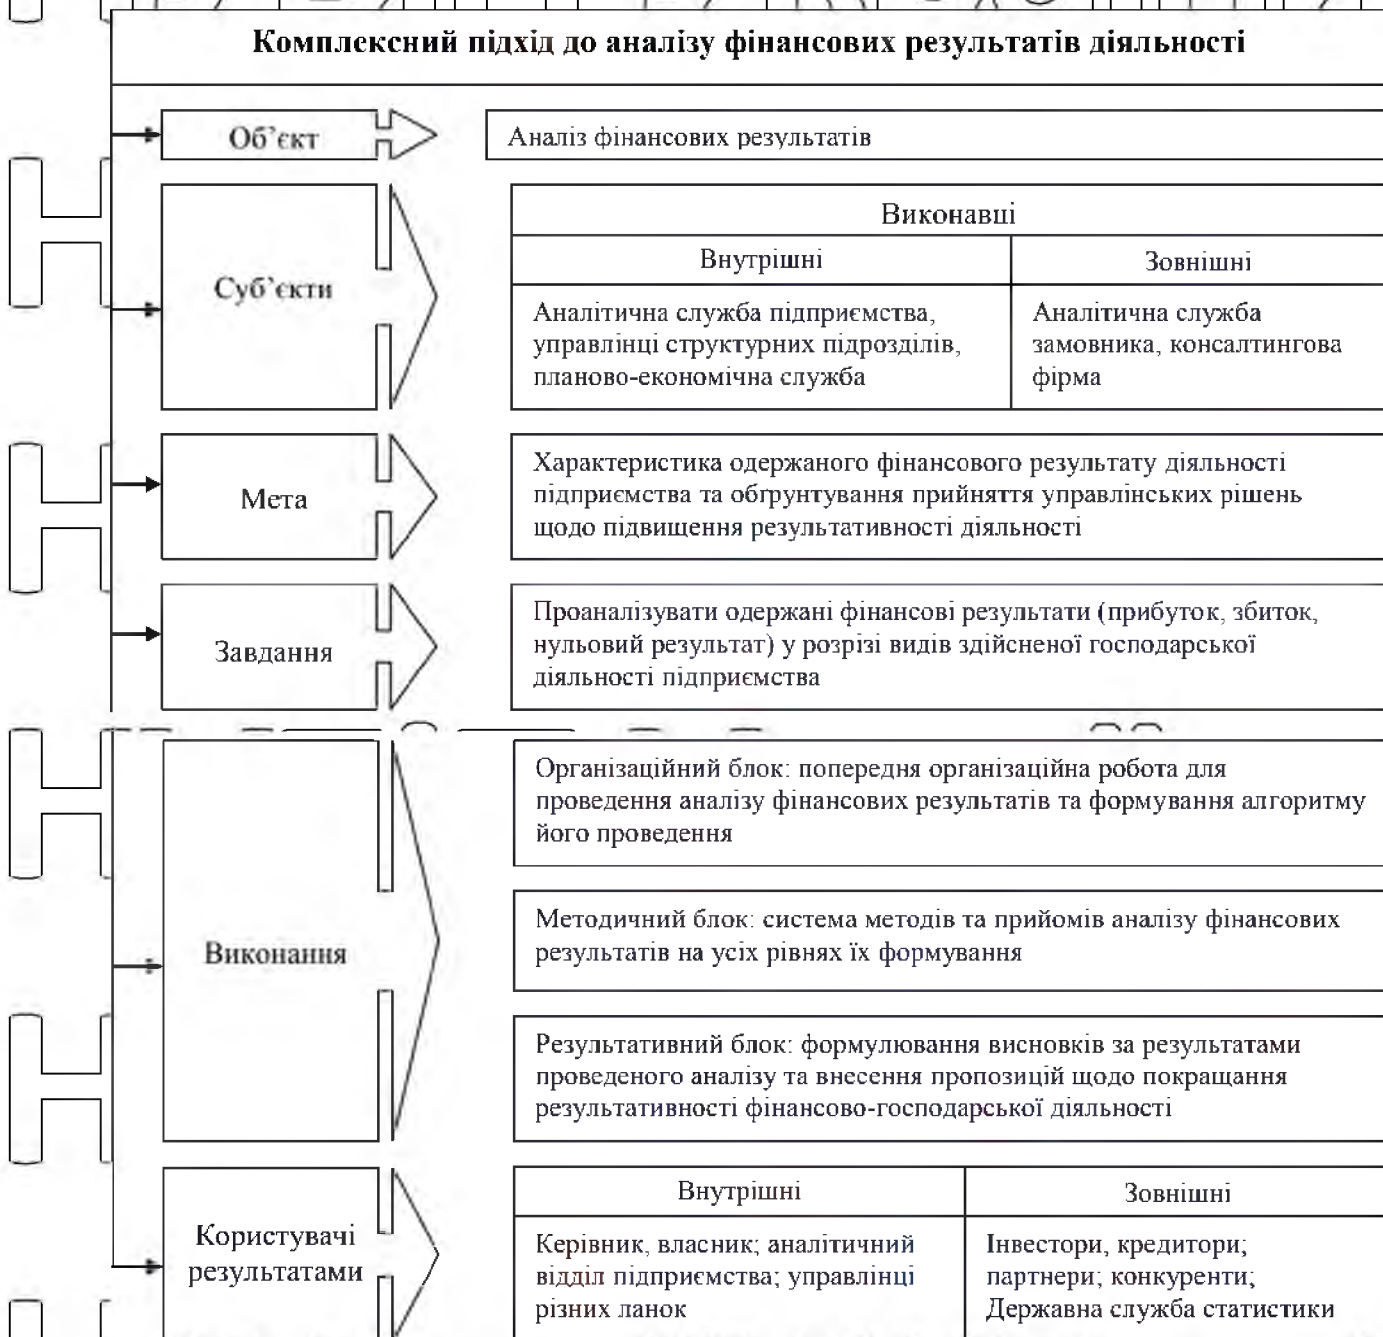 Комплексний підхід до аналізу фінансових результатів діяльності
Об’єкт
Аналіз фінансових результатів
Суб’єкти
Виконавці
Внутрішні
Зовнішні
Аналітична служба підприємства,
управлінці структурних підрозділів,
планово-економічна служба
Аналітична служба
замовника, консалтингова
фірма
Мета
Характеристика одержаного фінансового результату діяльності
підприємства та обґрунтування прийняття управлінських рішень
щодо підвищення результативності діяльності
Завдання
Проаналізувати одержані фінансові результати (прибуток, збиток,
нульовий результат) у розрізі видів здійсненої господарської
діяльності підприємства
Виконання
Організаційний блок: попередня організаційна робота для
проведення аналізу фінансових результатів та формування алгоритму
його проведення
Методичний блок: система методів та прийомів аналізу фінансових
результатів на усіх рівнях їх формування
Результативний блок: формулювання висновків за результатами
проведеного аналізу та внесення пропозицій щодо покращання
результативності фінансово-господарської діяльності
Користувачі
результатами
Внутрішні
Зовнішні
Керівник, власник; аналітичний
відділ підприємства; управлінці
різних ланок
Інвестори, кредитори;
партнери; конкуренти;
Державна служба статистики